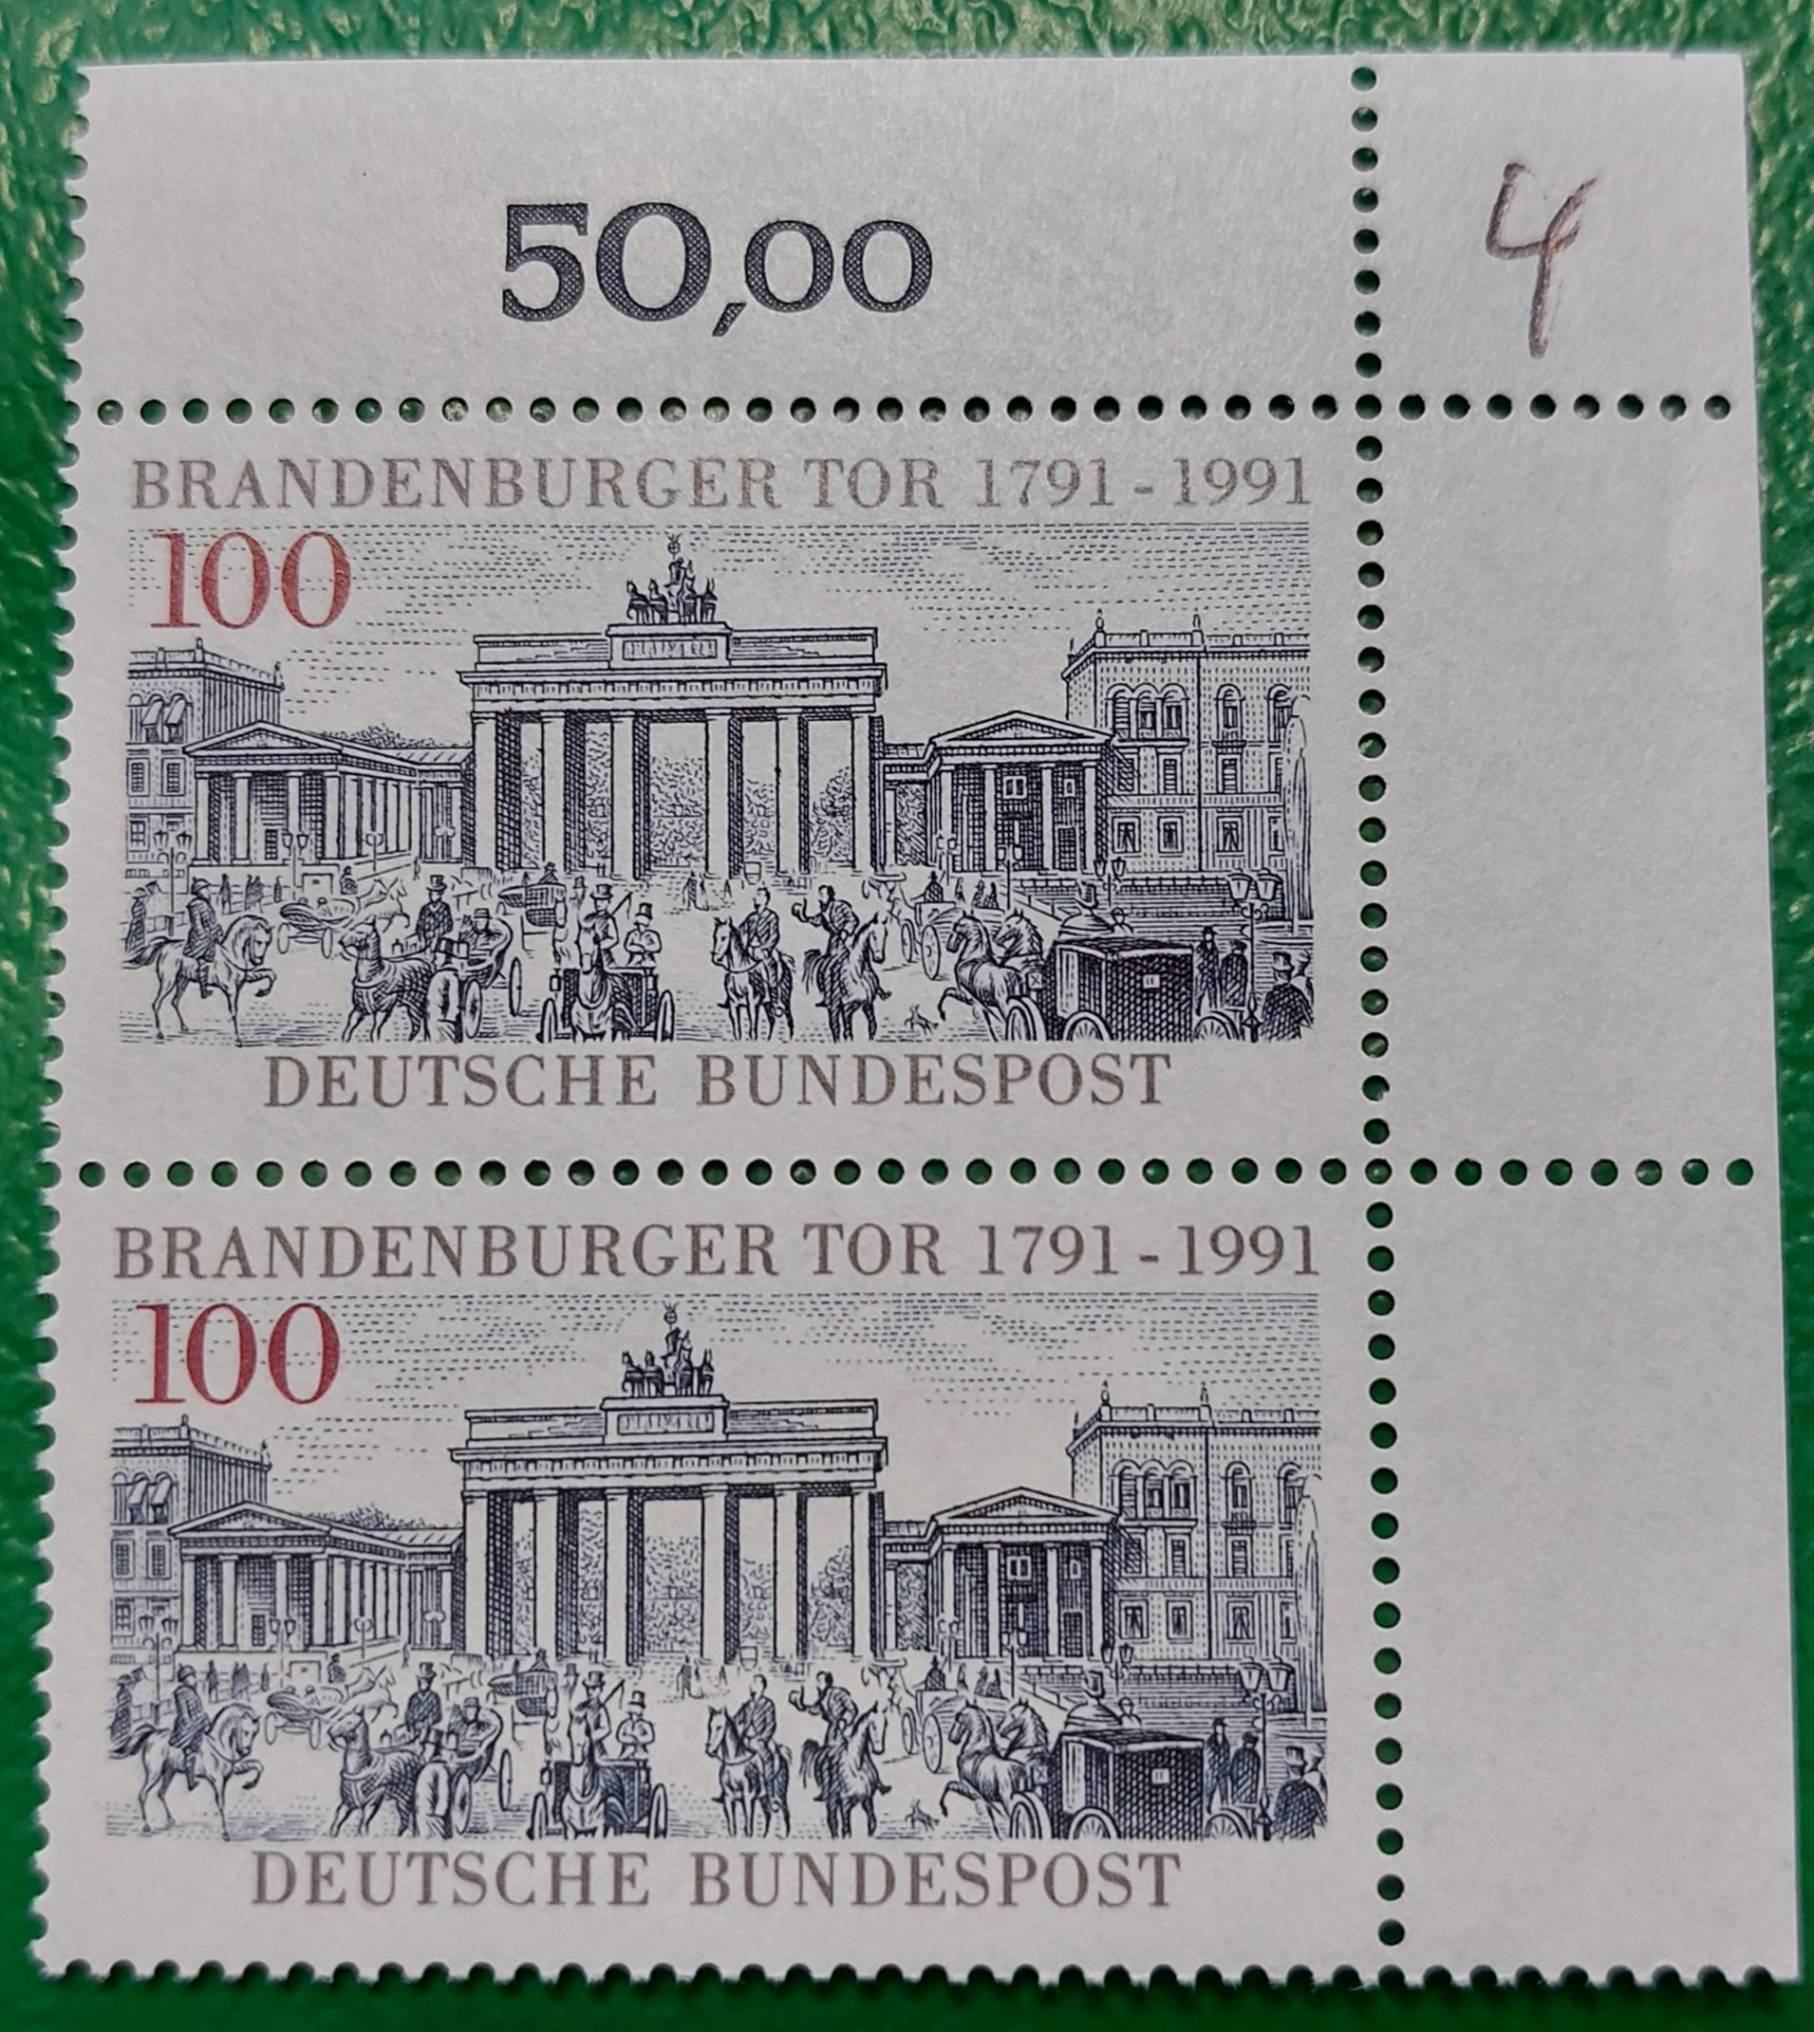 50,00
4
BRANDENBURGER TOR 1791-1991
100
DEUTSCHE BUNDESPOST
BRANDENBURGER TOR 1791-1991
100
DEUTSCHE BUNDESPOST